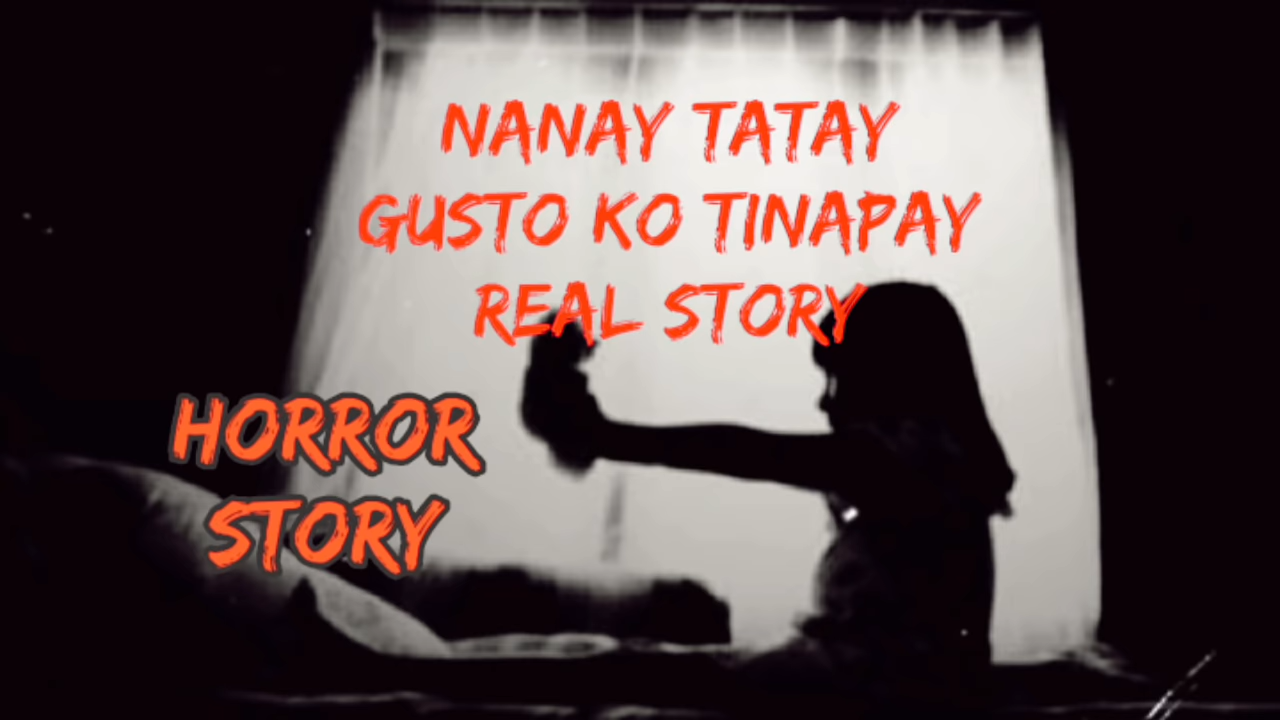 NANAY TATAY
GUSTO KO TINAPAY
REAL STORY
HORROR
STORY